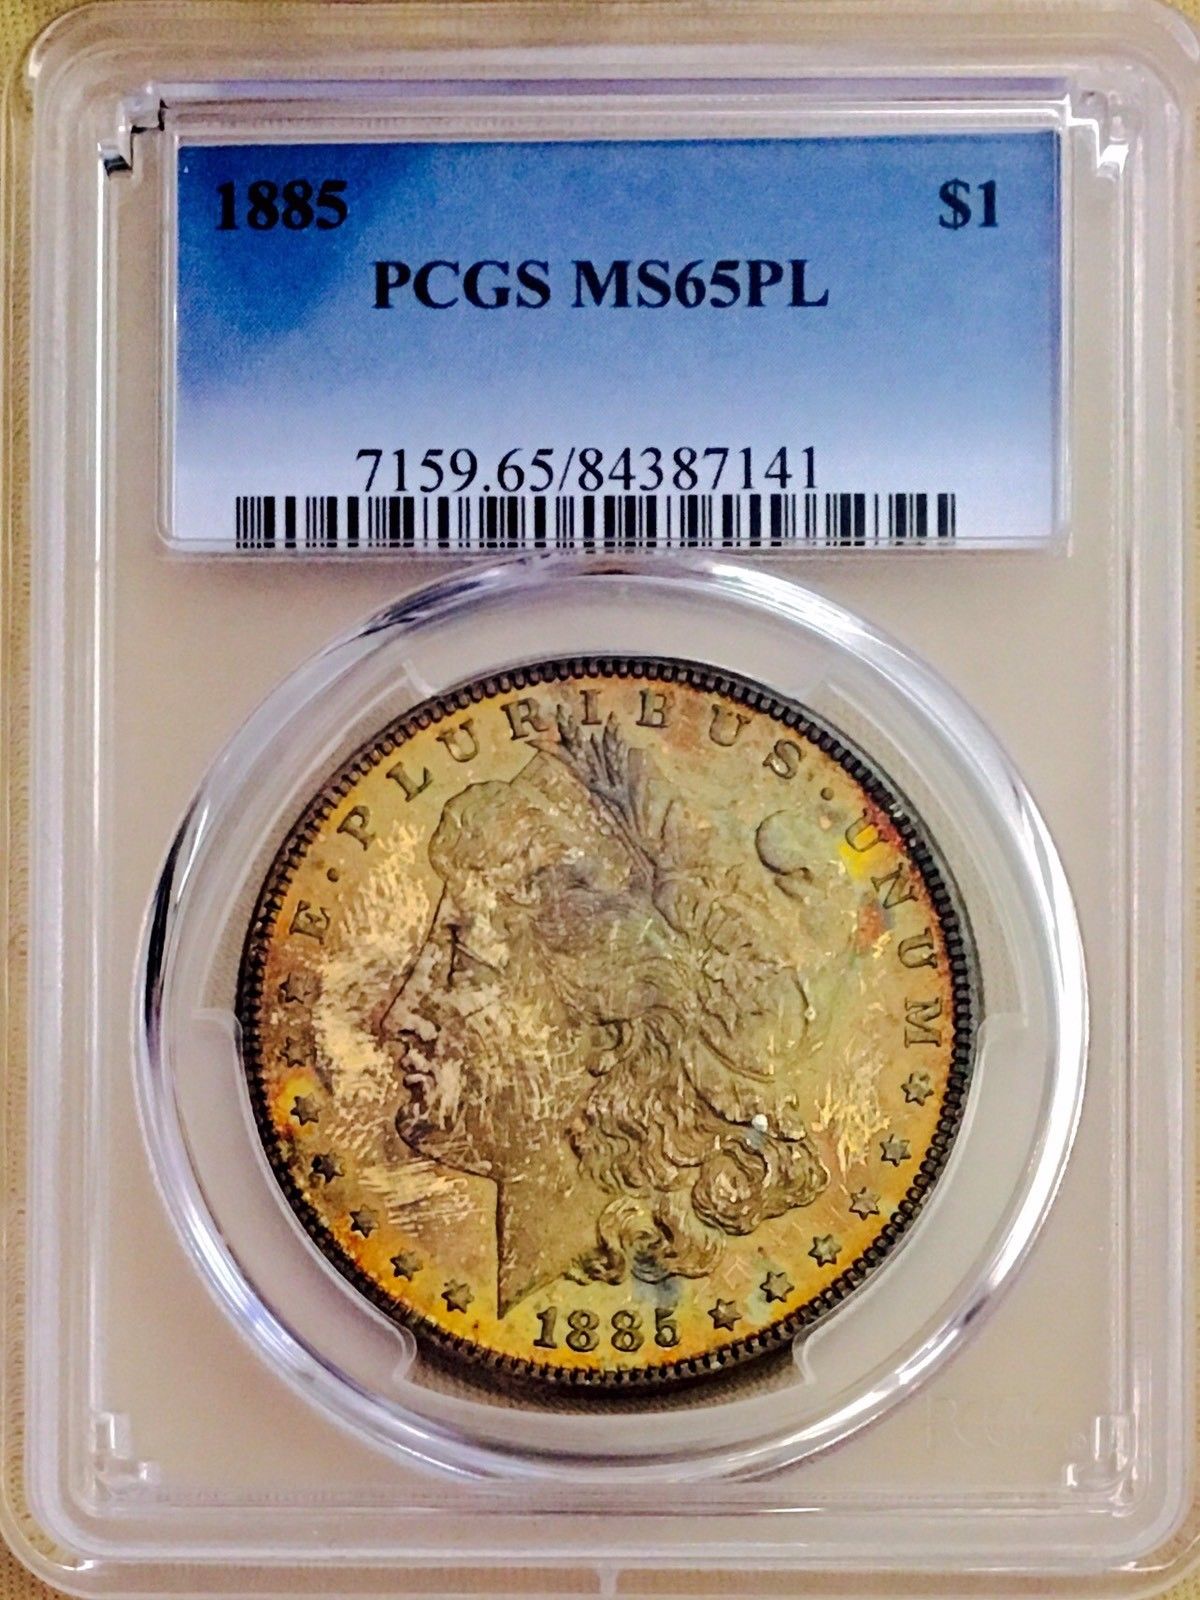 1885 $1
PCGS MS65PL
7159.65/84387141
E · PLURIBUS · UNUM
1885